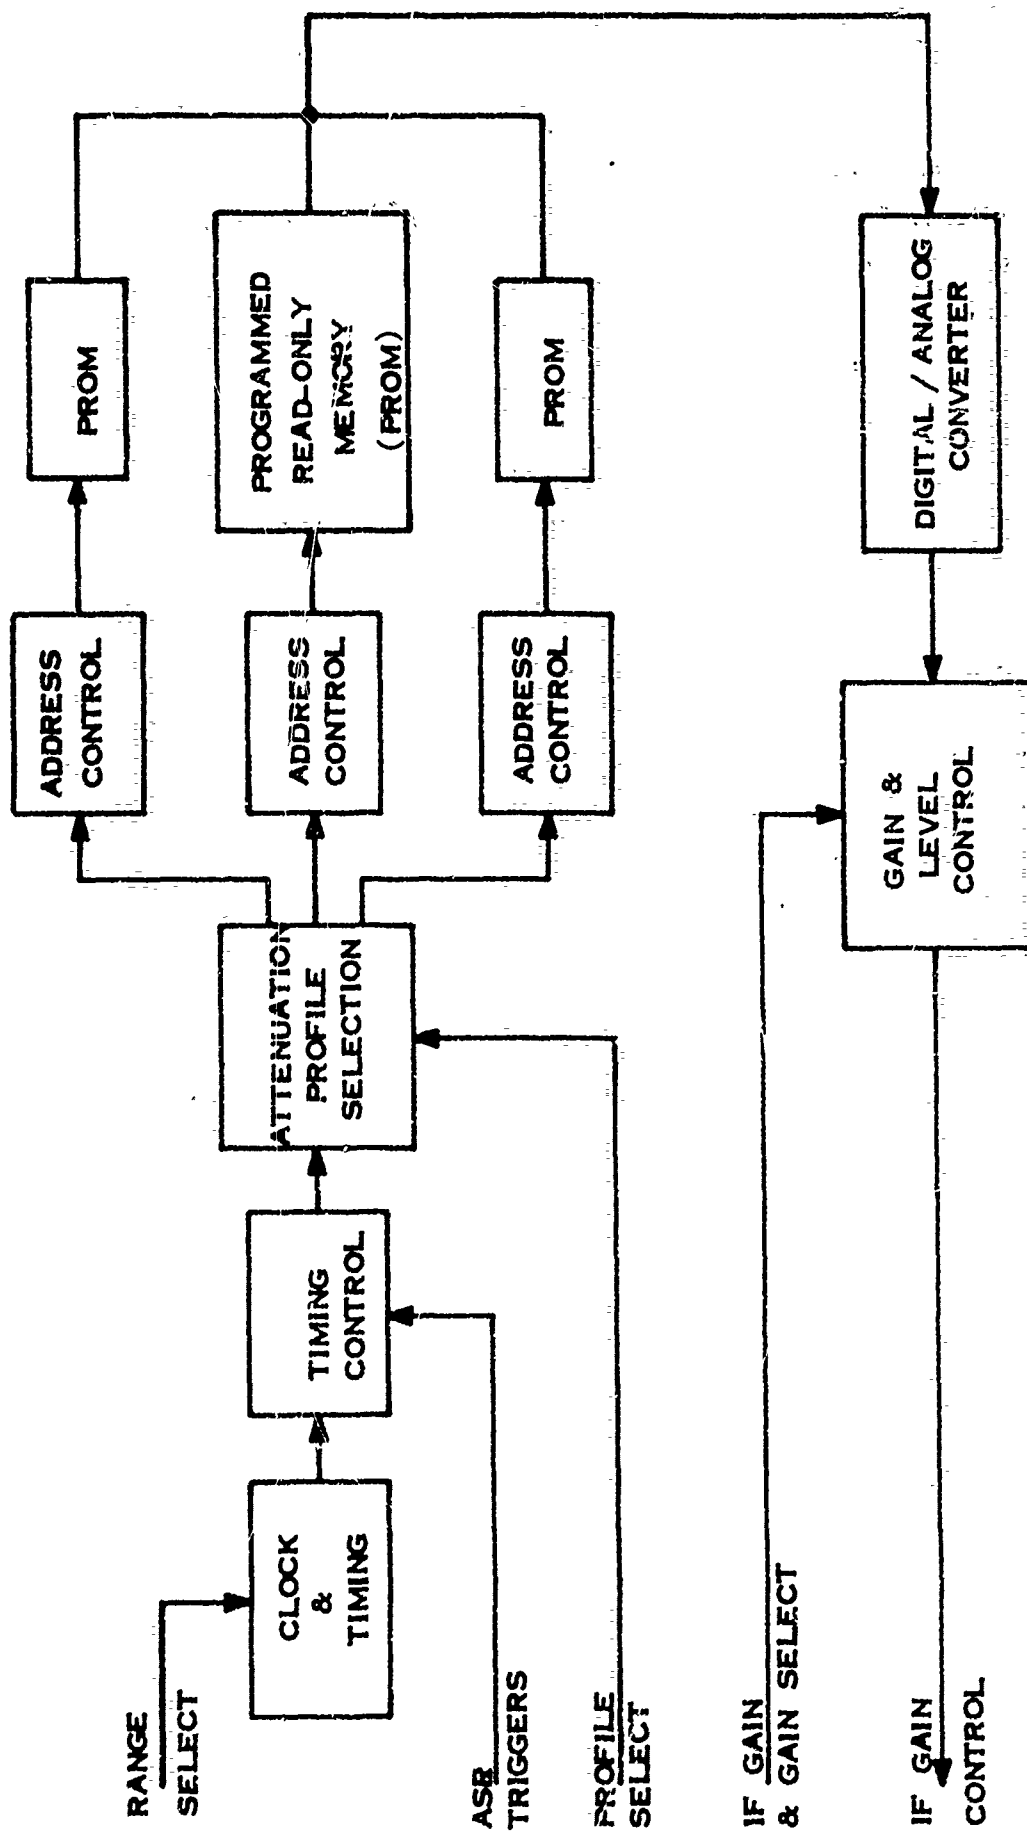 RANGE
SELECT
CLOCK
&
TIMING
ASR
TRIGGERS
TIMING
CONTROL
PROFILE
SELECT
ATTENUATION
PROFILE
SELECTION
ADDRESS
CONTROL
PROM
ADDRESS
CONTROL
PROGRAMMED
READ-ONLY
MEMORY
(PROM)
ADDRESS
CONTROL
PROM
IF GAIN
& GAIN SELECT
GAIN &
LEVEL
CONTROL
DIGITAL / ANALOG
CONVERTER
IF GAIN
CONTROL